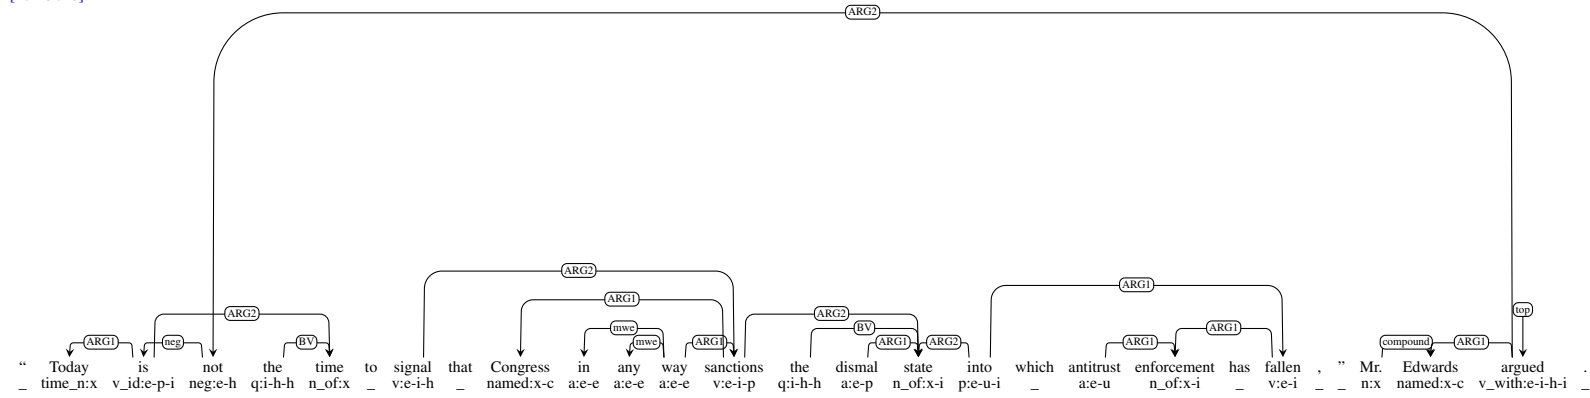 ARG2
ARG2
ARG1
ARG1
ARG2
ARG2
top
mwe
BV
ARG1
ARG1
neg
BV
mwe
ARG1
ARG1
ARG2
ARG1
compound
ARG1
“ Today is not the time to signal that Congress in any way sanctions the dismal state into which antitrust enforcement has fallen , ” Mr. Edwards argued .
_ time_n:x v_id:e-p-i neg:e-h q:i-h-h n_of:x _ v:e-i-h _ named:x-c a:e-e a:e-e a:e-e v:e-i-p q:i-h-h a:e-p n_of:x-i p:e-u-i _ a:e-u n_of:x-i _ v:e-i _ _ n:x named:x-c v_with:e-i-h-i _